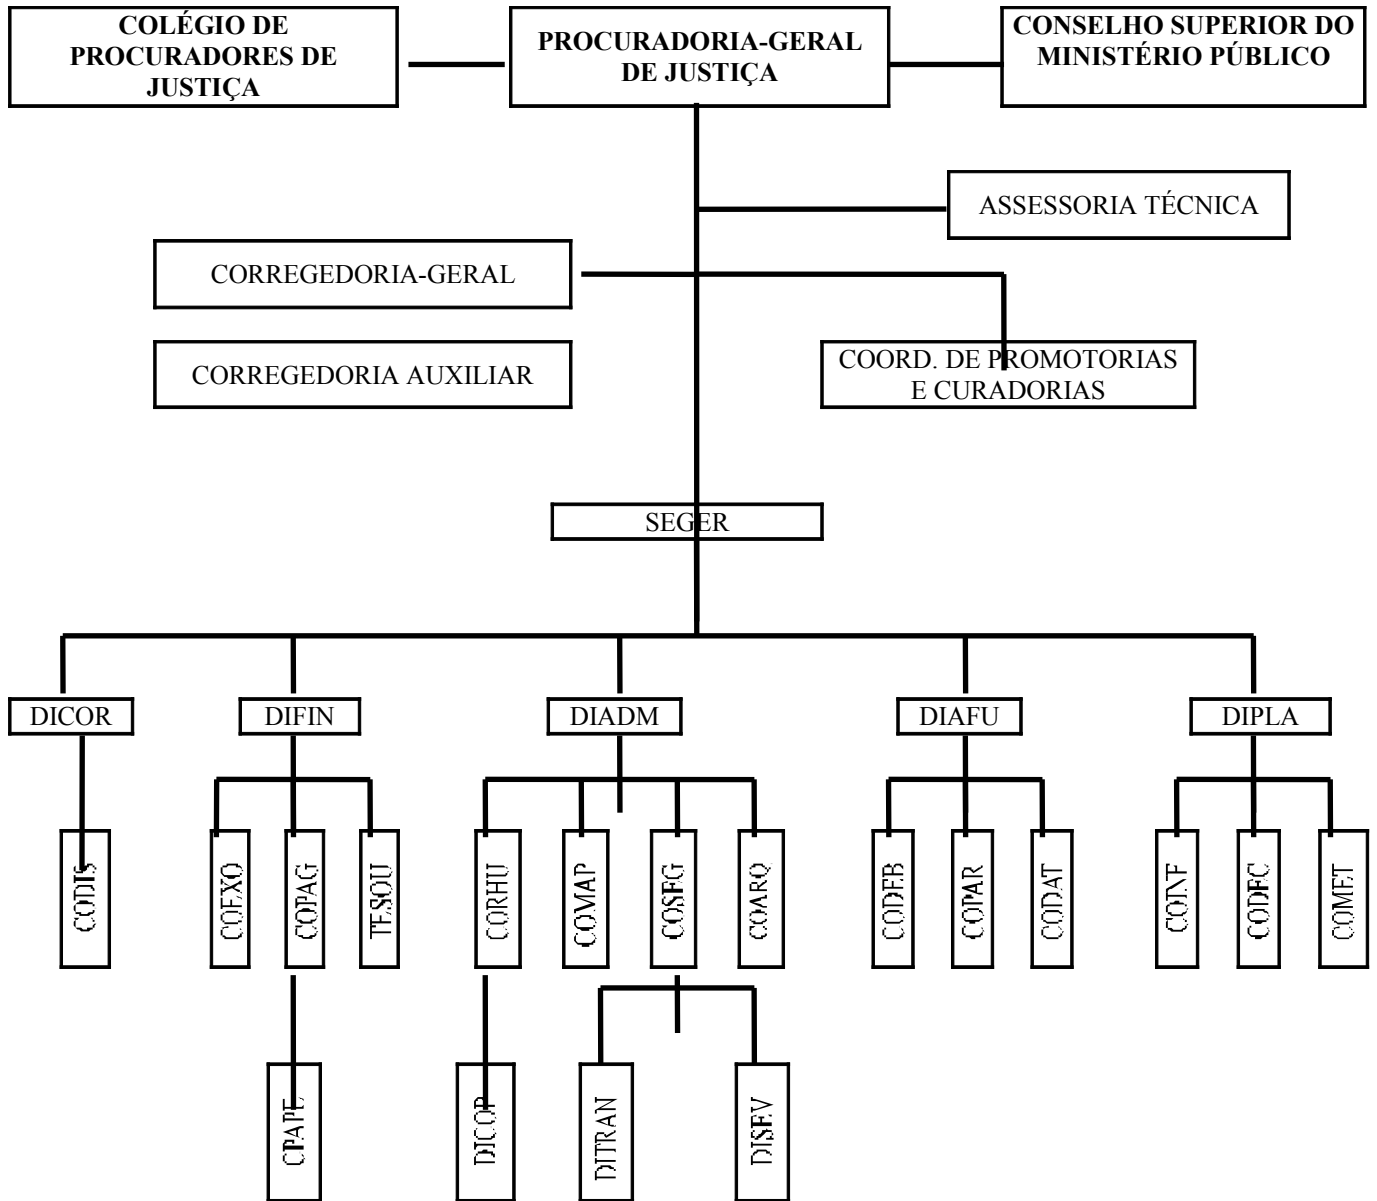 COLÉGIO DE
PROCURADORES DE
JUSTIÇA
PROCURADORIA-GERAL
DE JUSTIÇA
CONSELHO SUPERIOR DO
MINISTÉRIO PÚBLICO
ASSESSORIA TÉCNICA
CORREGEDORIA-GERAL
CORREGEDORIA AUXILIAR
COORD. DE PROMOTORIAS
E CURADORIAS
SEGER
DICOR
DIFIN
DIADM
DIAFU
DIPLA
CODIS
COEXO
COPAG
TESOU
CORHU
COMAP
COSEG
COARQ
CODEB
COPAR
CODAT
COINF
CODEC
COMET
CPAPE
DICOP
DITRAN
DISEV